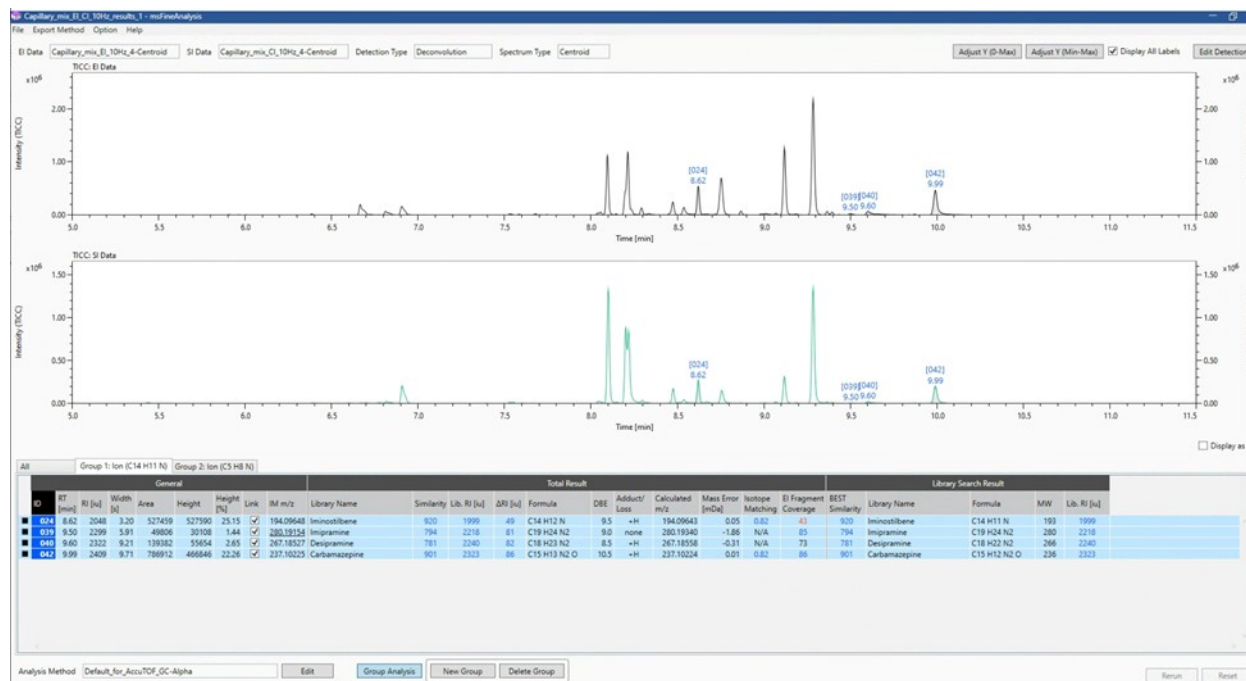 Capillary_mix_EI_CI_10Hz_results_1 - msFineAnalysis
File Export Method Option Help
EI Data Capillary_mix_EI_10Hz_4-Centroid SI Data Capillary_mix_CI_10Hz_4-Centroid Detection Type Deconvolution Spectrum Type Centroid Adjust Y (0-Max) Adjust Y (Min-Max) Display All Labels Edit Detection
TICC: EI Data
x10⁶ x10⁶
2.00 2.00
Intensity (TICC)
1.00 1.00
[024] 8.62
[039] 9.50
[040] 9.60
[042] 9.99
0.00 0.00
5.0 5.5 6.0 6.5 7.0 7.5 8.0 8.5 9.0 9.5 10.0 10.5 11.0 11.5
Time [min]
TICC: SI Data
x10⁶ x10⁶
1.50 1.50
Intensity (TICC)
1.00 1.00
0.50 0.50
[024] 8.62
[039] 9.50
[040] 9.60
[042] 9.99
0.00 0.00
5.0 5.5 6.0 6.5 7.0 7.5 8.0 8.5 9.0 9.5 10.0 10.5 11.0 11.5
Time [min]
Display as
All Group 1: Ion (C14 H11 N) Group 2: Ion (C5 H8 N)
General Total Result Library Search Result
ID RT [min] RI [iu] Width [s] Area Height Height [%] Link IM m/z Library Name Similarity Lib. RI [iu] ΔRI [iu] Formula DBE Adduct/Loss Calculated m/z Mass Error [mDa] Isotope Matching EI Fragment Coverage BEST Similarity Library Name Formula MW Lib. RI [iu]
024 8.62 2048 3.20 527459 527590 25.15 194.09648 Iminostilbene 920 1999 49 C14 H12 N 9.5 +H 194.09643 0.05 0.82 43 920 Iminostilbene C14 H11 N 193 1999
039 9.50 2299 5.91 49806 30108 1.44 280.19154 Imipramine 794 2218 81 C19 H24 N2 9.0 none 280.19340 -1.86 N/A 85 794 Imipramine C19 H24 N2 280 2218
040 9.60 2322 9.21 139382 55654 2.65 267.18527 Desipramine 781 2240 82 C18 H23 N2 8.5 +H 267.18558 -0.31 N/A 73 781 Desipramine C18 H22 N2 266 2240
042 9.99 2409 9.71 786912 466846 22.26 237.10225 Carbamazepine 901 2323 86 C15 H13 N2 O 10.5 +H 237.10224 0.01 0.82 86 901 Carbamazepine C15 H12 N2 O 236 2323
Analysis Method Default_for_AccuTOF_GC-Alpha Edit Group Analysis New Group Delete Group Rerun Reset